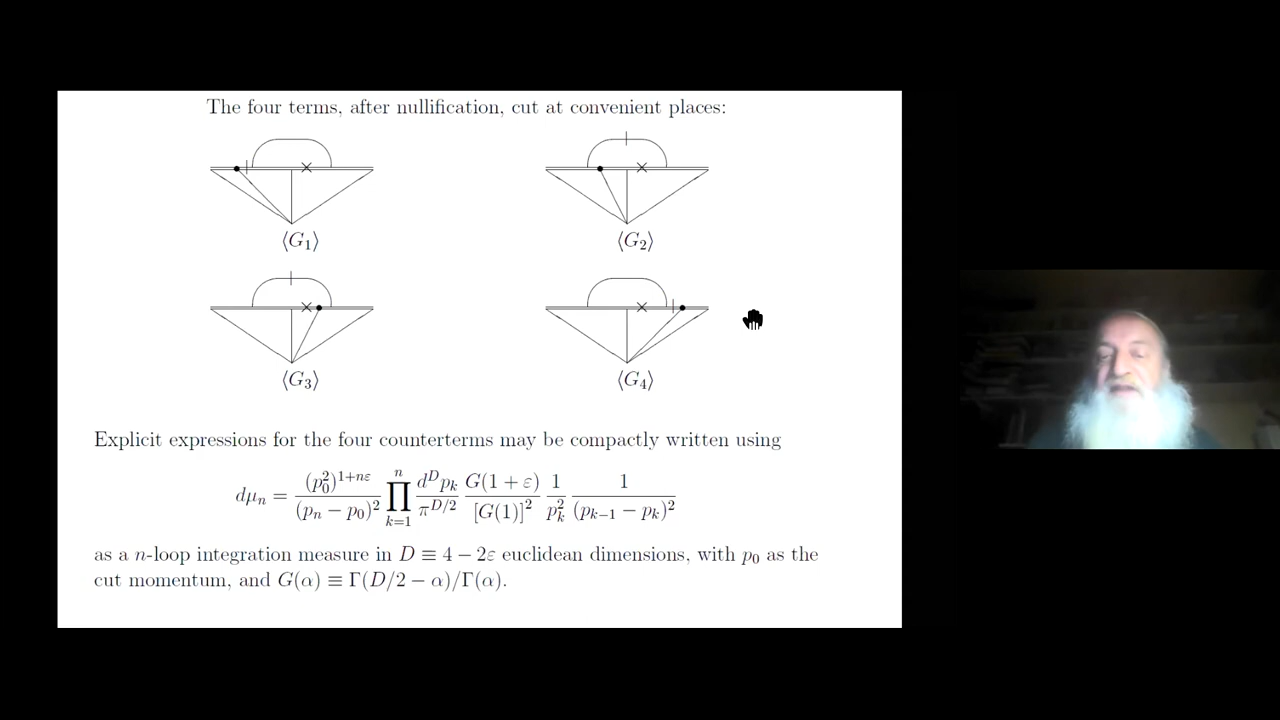 The four terms, after nullification, cut at convenient places:
⟨G₁⟩ ⟨G₂⟩
⟨G₃⟩ ⟨G₄⟩
Explicit expressions for the four counterterms may be compactly written using
dμₙ = (p₀²)^{1+nε} / (pₙ − p₀)² ∏_{k=1}^{n} d^D p_k / π^{D/2} G(1 + ε) / [G(1)]² 1 / p_k² 1 / (p_{k−1} − p_k)²
as a n-loop integration measure in D ≡ 4 − 2ε euclidean dimensions, with p₀ as the
cut momentum, and G(α) ≡ Γ(D/2 − α)/Γ(α).